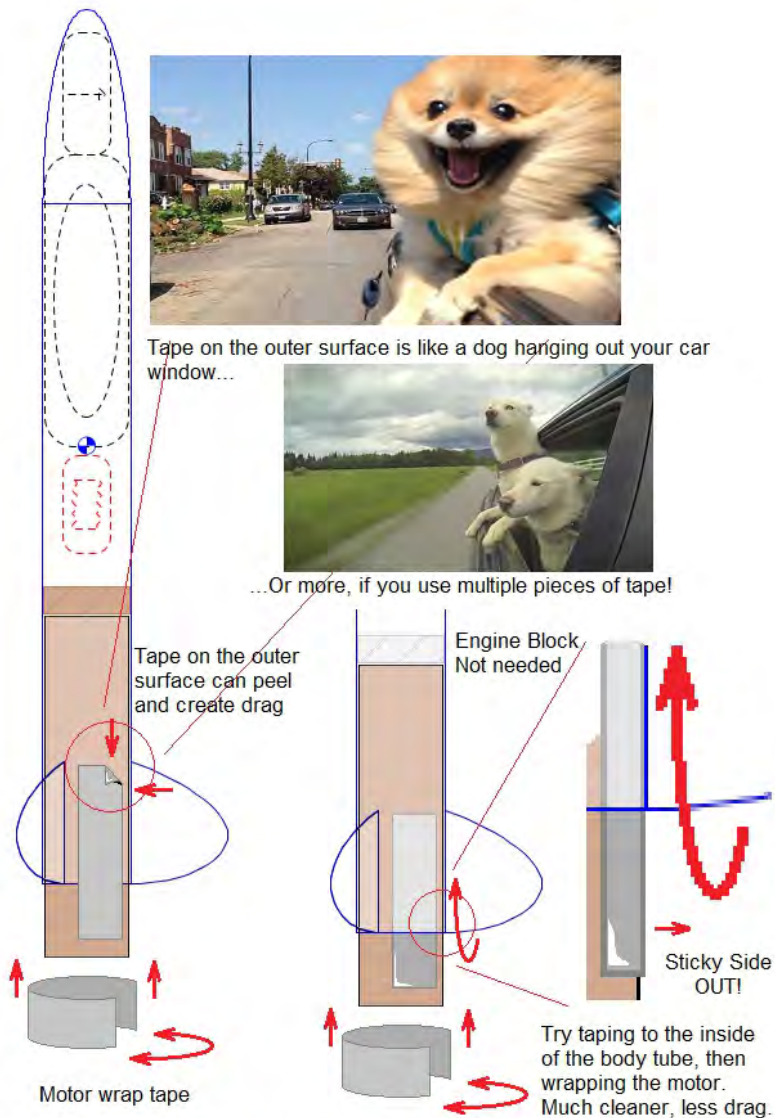 Tape on the outer surface is like a dog hanging out your car
window...
...Or more, if you use multiple pieces of tape!
Tape on the outer
surface can peel
and create drag
Engine Block
Not needed
Sticky Side
OUT!
Motor wrap tape
Try taping to the inside
of the body tube, then
wrapping the motor.
Much cleaner, less drag.